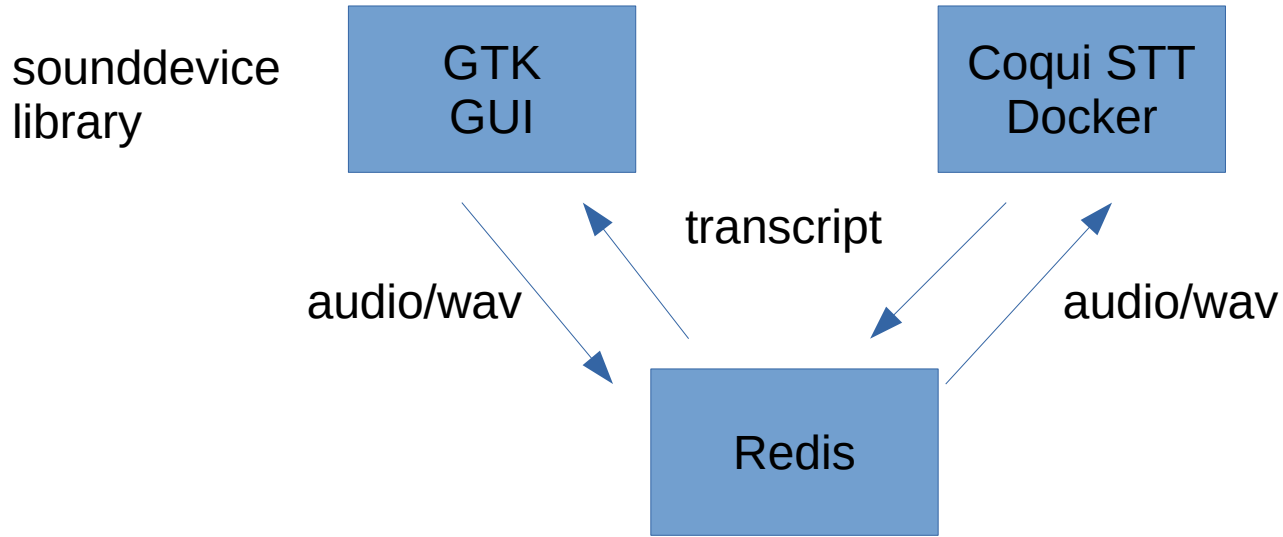 sounddevice
library
GTK
GUI
Coqui STT
Docker
transcript
audio/wav
audio/wav
Redis